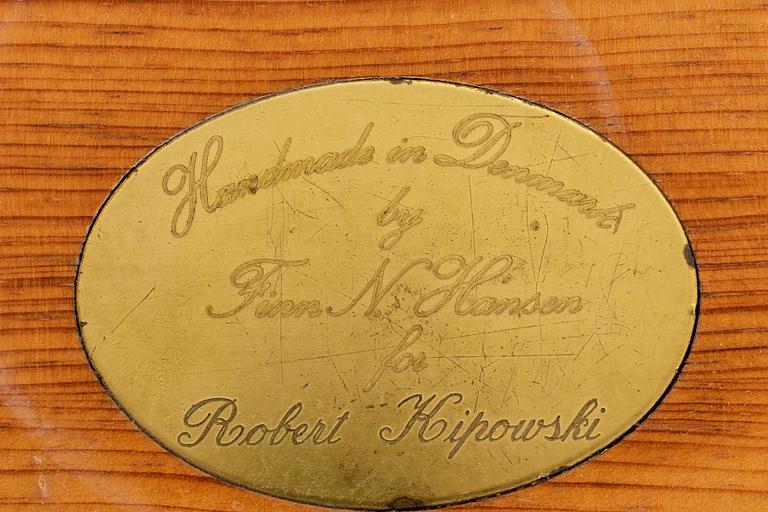 Handmade in Denmark
by
Finn N. Hansen
for
Robert Kipowski